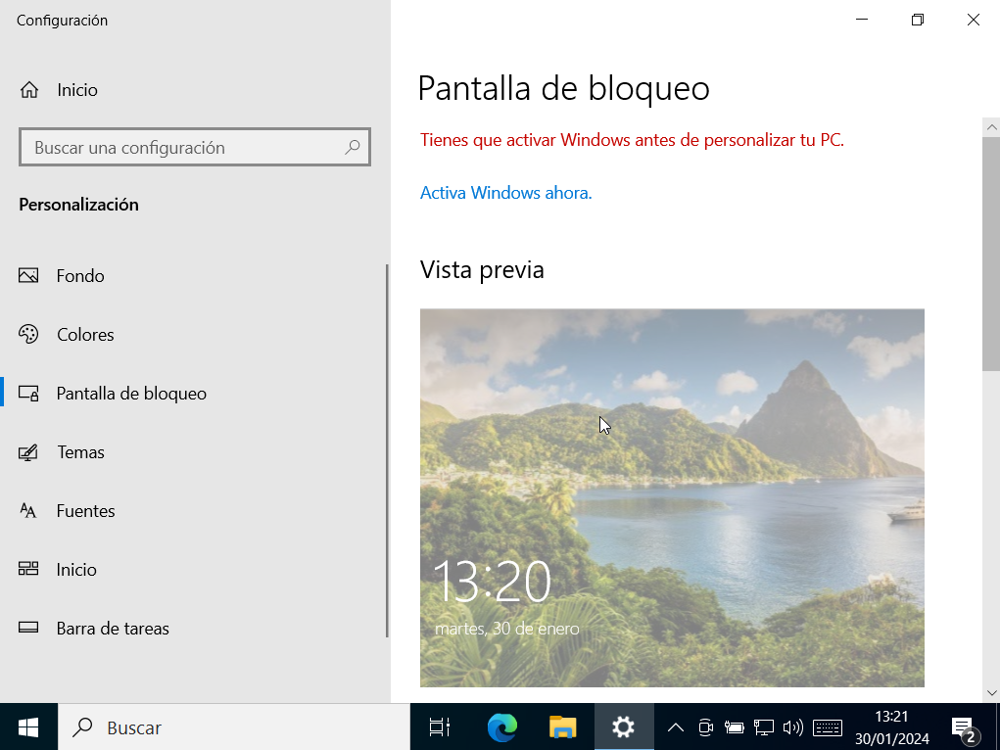 Configuración
Inicio
Buscar una configuración
Personalización
Fondo
Colores
Pantalla de bloqueo
Temas
Fuentes
Inicio
Barra de tareas
Pantalla de bloqueo
Tienes que activar Windows antes de personalizar tu PC.
Activa Windows ahora.
Vista previa
13:20
martes, 30 de enero
Buscar
13:21
30/01/2024
2